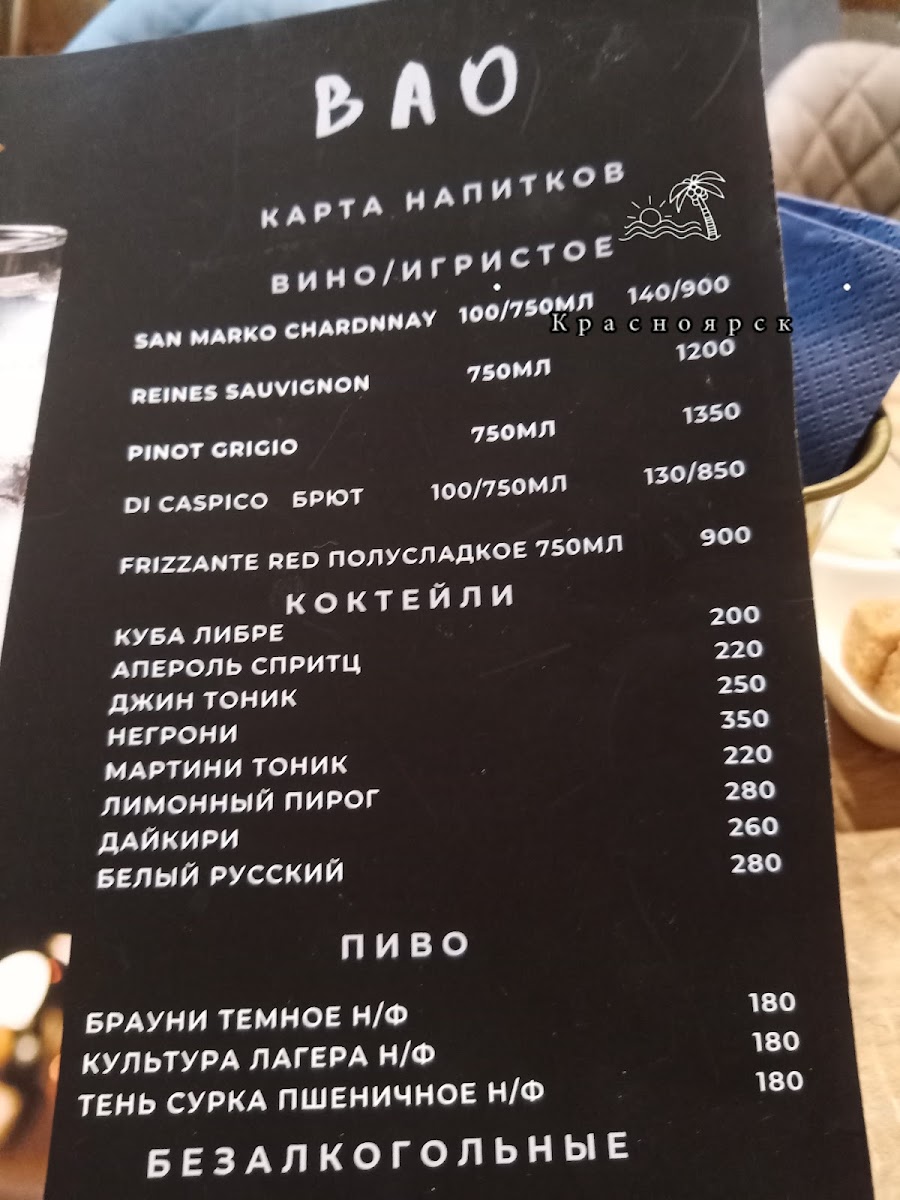 ВАО
КАРТА НАПИТКОВ
ВИНО/ИГРИСТОЕ
SAN MARKO CHARDNNAY 100/750МЛ 140/900
Красноярск
REINES SAUVIGNON 750МЛ 1200
PINOT GRIGIO 750МЛ 1350
DI CASPICO БРЮТ 100/750МЛ 130/850
FRIZZANTE RED ПОЛУСЛАДКОЕ 750МЛ 900
КОКТЕЙЛИ
КУБА ЛИБРЕ 200
АПЕРОЛЬ СПРИТЦ 220
ДЖИН ТОНИК 250
НЕГРОНИ 350
МАРТИНИ ТОНИК 220
ЛИМОННЫЙ ПИРОГ 280
ДАЙКИРИ 260
БЕЛЫЙ РУССКИЙ 280
ПИВО
БРАУНИ ТЕМНОЕ Н/Ф 180
КУЛЬТУРА ЛАГЕРА Н/Ф 180
ТЕНЬ СУРКА ПШЕНИЧНОЕ Н/Ф 180
БЕЗАЛКОГОЛЬНЫЕ